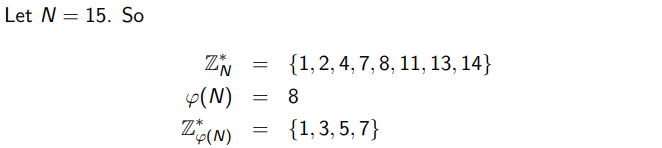 Let N = 15. So
ℤ*_N = {1, 2, 4, 7, 8, 11, 13, 14}
φ(N) = 8
ℤ*_φ(N) = {1, 3, 5, 7}